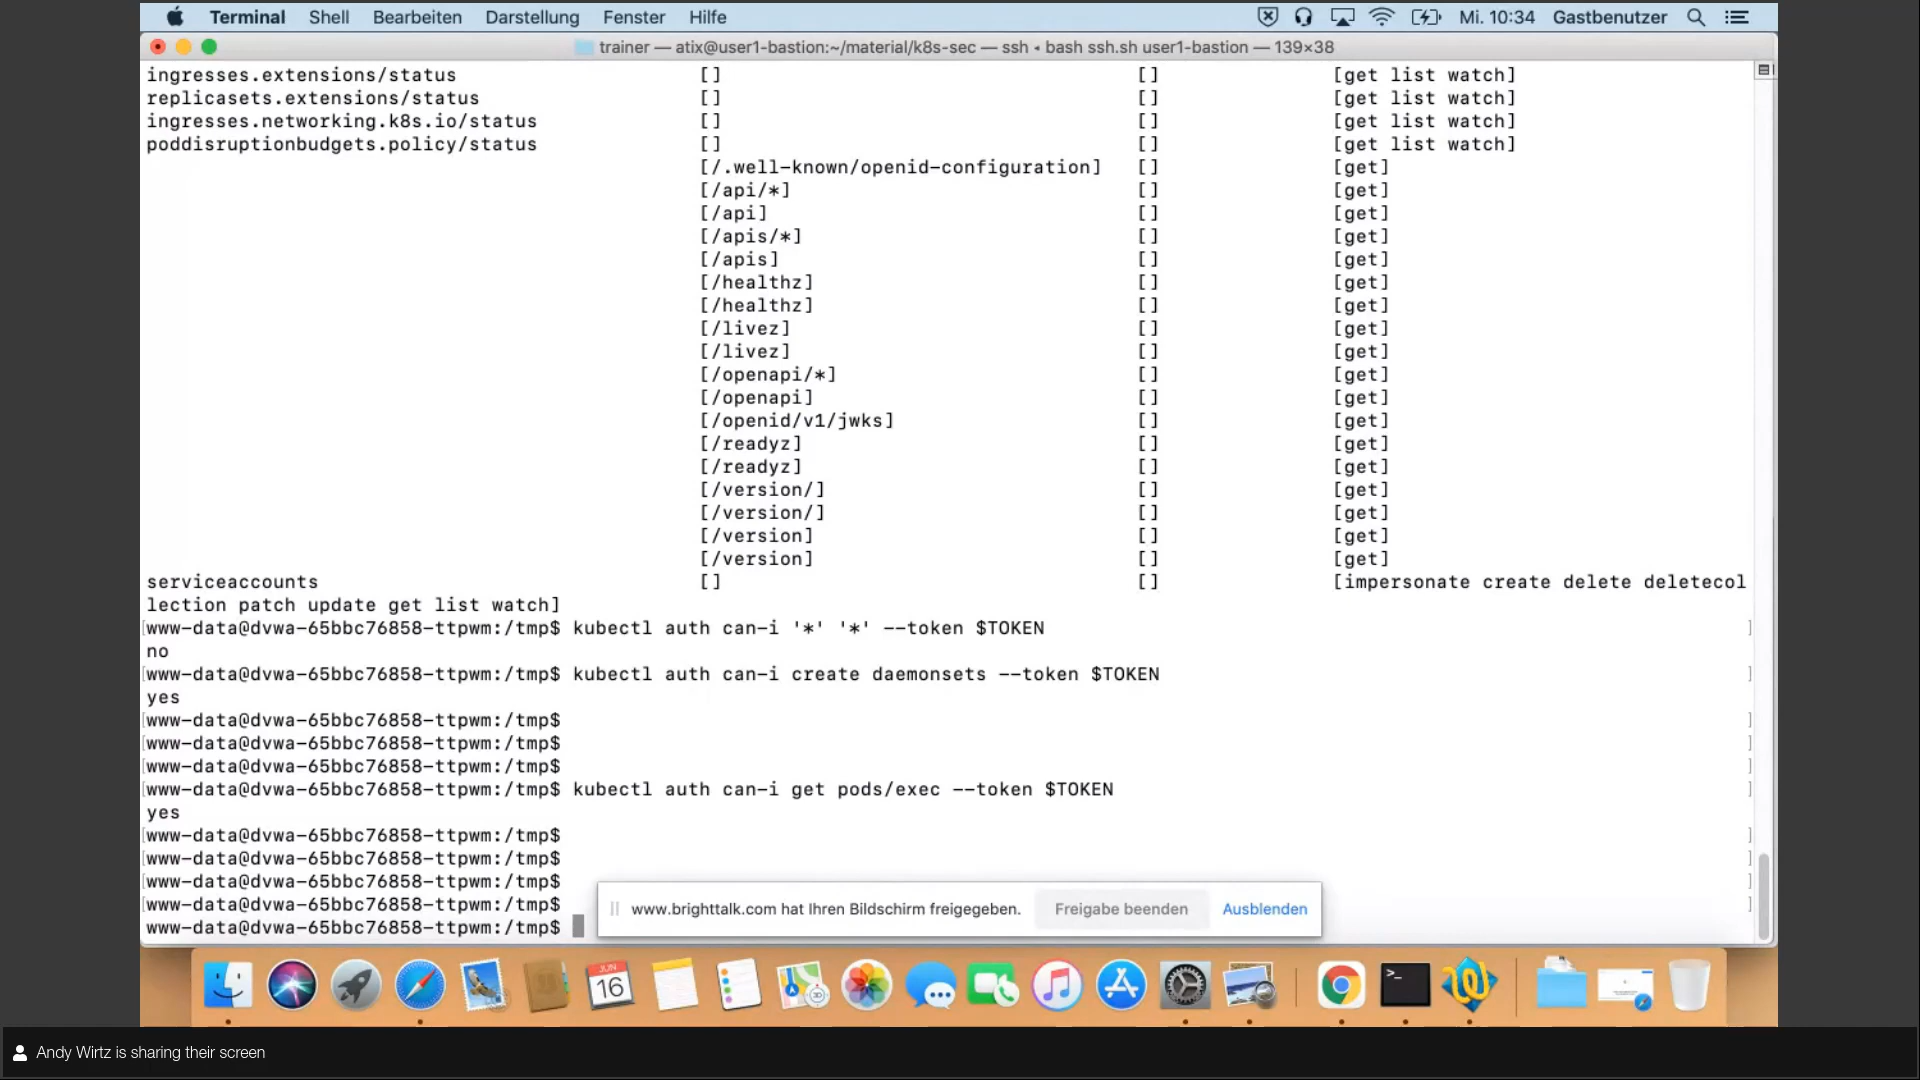 Terminal Shell Bearbeiten Darstellung Fenster Hilfe Mi. 10:34 Gastbenutzer
trainer — atix@user1-bastion:~/material/k8s-sec — ssh ◂ bash ssh.sh user1-bastion — 139×38
ingresses.extensions/status [] [] [get list watch]
replicasets.extensions/status [] [] [get list watch]
ingresses.networking.k8s.io/status [] [] [get list watch]
poddisruptionbudgets.policy/status [] [] [get list watch]
[/.well-known/openid-configuration] [] [get]
[/api/*] [] [get]
[/api] [] [get]
[/apis/*] [] [get]
[/apis] [] [get]
[/healthz] [] [get]
[/healthz] [] [get]
[/livez] [] [get]
[/livez] [] [get]
[/openapi/*] [] [get]
[/openapi] [] [get]
[/openid/v1/jwks] [] [get]
[/readyz] [] [get]
[/readyz] [] [get]
[/version/] [] [get]
[/version/] [] [get]
[/version] [] [get]
[/version] [] [get]
serviceaccounts [] [] [impersonate create delete deletecol
lection patch update get list watch]
[www-data@dvwa-65bbc76858-ttpwm:/tmp$ kubectl auth can-i '*' '*' --token $TOKEN ]
no
[www-data@dvwa-65bbc76858-ttpwm:/tmp$ kubectl auth can-i create daemonsets --token $TOKEN ]
yes
[www-data@dvwa-65bbc76858-ttpwm:/tmp$ ]
[www-data@dvwa-65bbc76858-ttpwm:/tmp$ ]
[www-data@dvwa-65bbc76858-ttpwm:/tmp$ ]
[www-data@dvwa-65bbc76858-ttpwm:/tmp$ kubectl auth can-i get pods/exec --token $TOKEN ]
yes
[www-data@dvwa-65bbc76858-ttpwm:/tmp$ ]
[www-data@dvwa-65bbc76858-ttpwm:/tmp$ ]
[www-data@dvwa-65bbc76858-ttpwm:/tmp$ ]
[www-data@dvwa-65bbc76858-ttpwm:/tmp$ ]
www-data@dvwa-65bbc76858-ttpwm:/tmp$
www.brighttalk.com hat Ihren Bildschirm freigegeben. Freigabe beenden Ausblenden
JUN
16
Andy Wirtz is sharing their screen